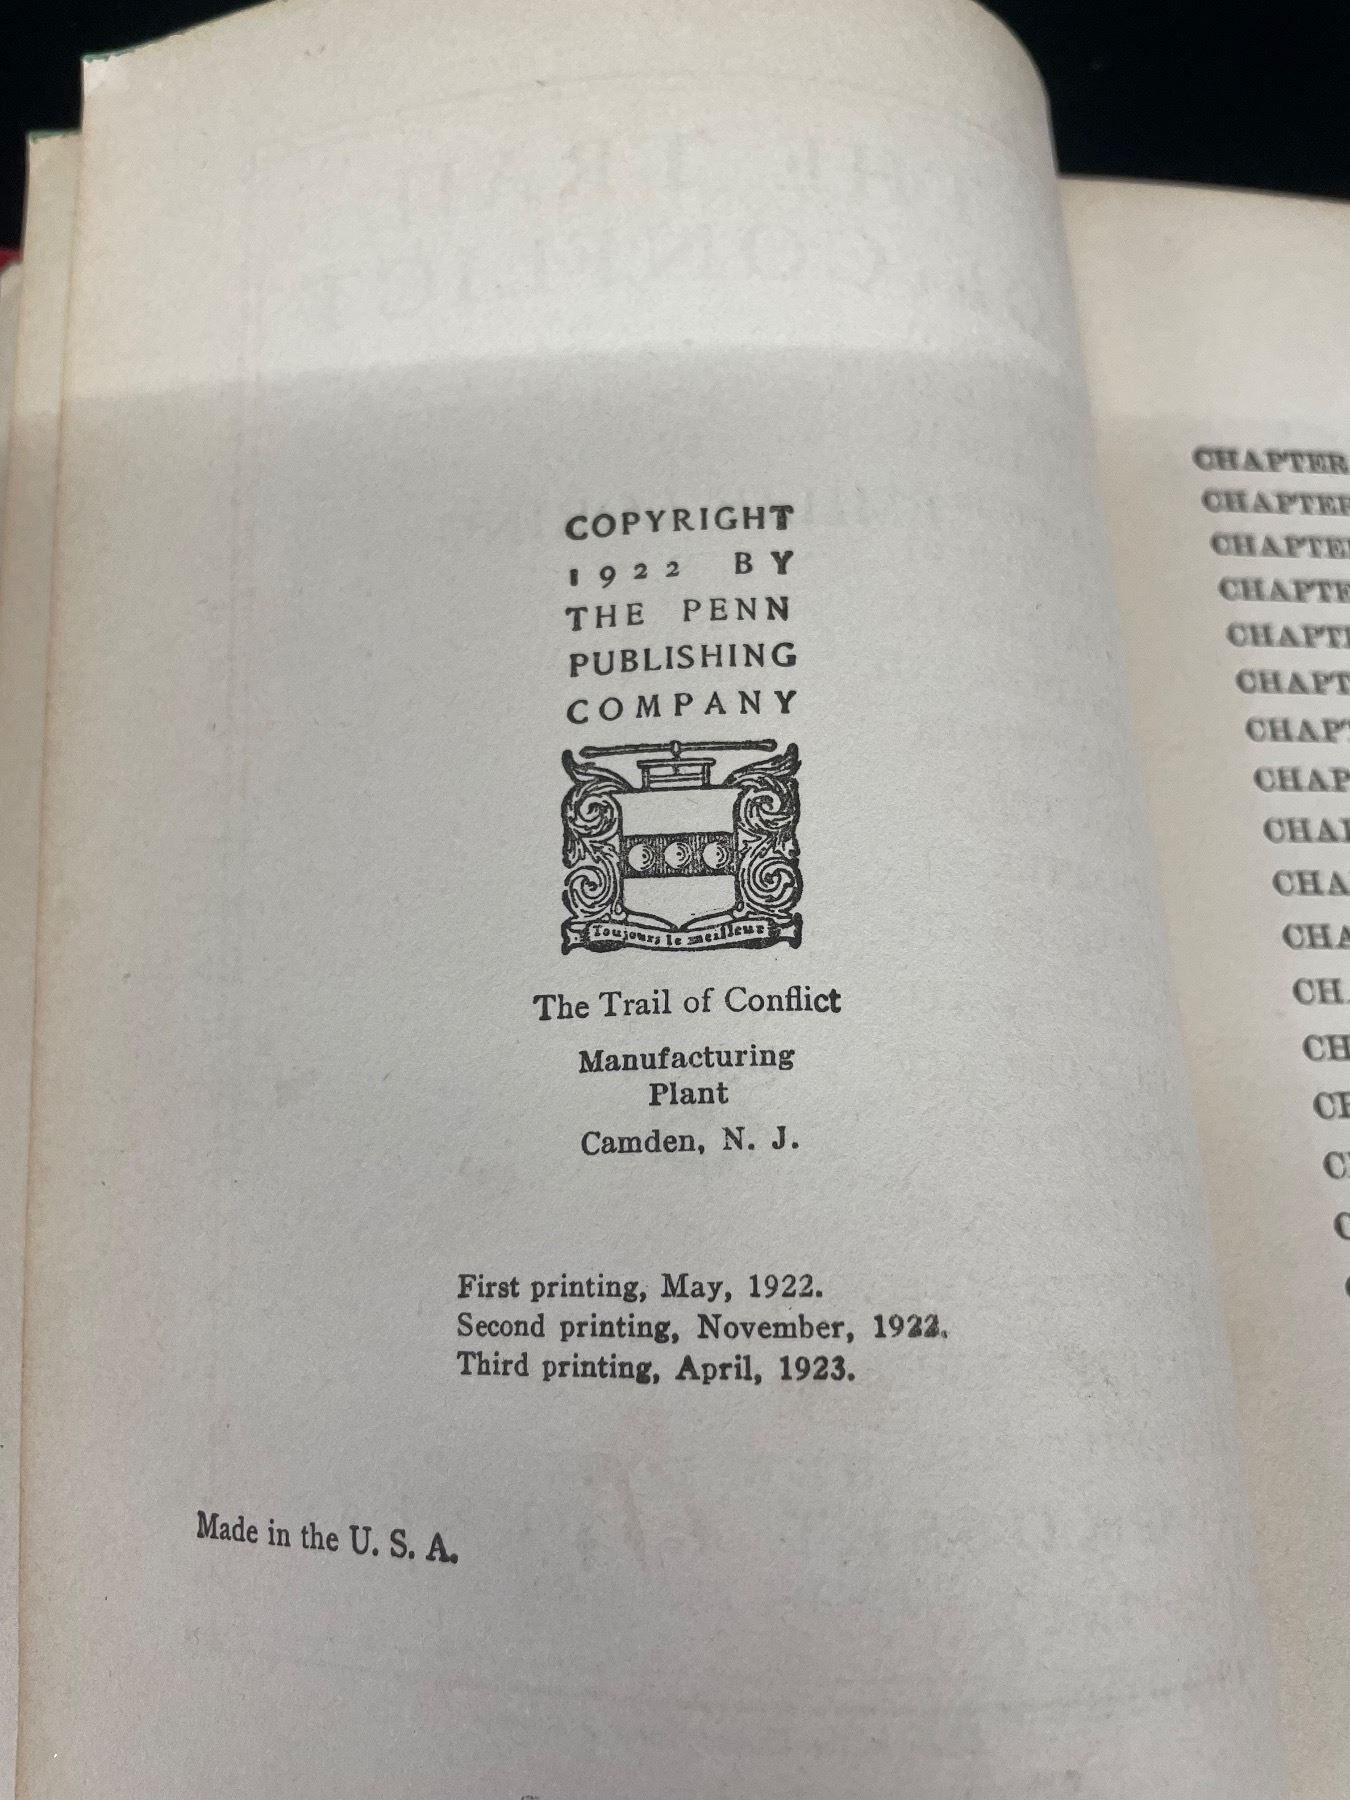 COPYRIGHT
1922 BY
THE PENN
PUBLISHING
COMPANY
Toujours le meilleur
The Trail of Conflict
Manufacturing
Plant
Camden, N. J.
First printing, May, 1922.
Second printing, November, 1922.
Third printing, April, 1923.
Made in the U. S. A.
CHAPTER
CHAPTER